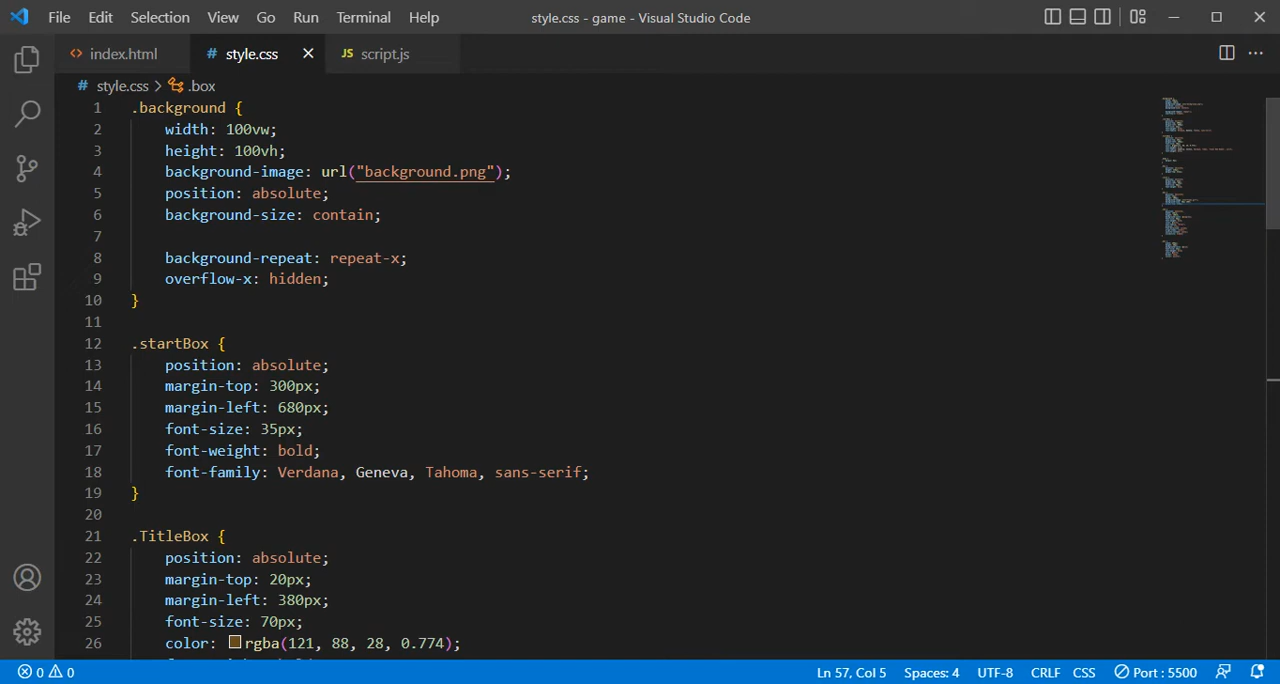 File Edit Selection View Go Run Terminal Help style.css - game - Visual Studio Code
<> index.html # style.css × JS script.js
# style.css > .box
1 .background {
2 width: 100vw;
3 height: 100vh;
4 background-image: url("background.png");
5 position: absolute;
6 background-size: contain;
7
8 background-repeat: repeat-x;
9 overflow-x: hidden;
10 }
11
12 .startBox {
13 position: absolute;
14 margin-top: 300px;
15 margin-left: 680px;
16 font-size: 35px;
17 font-weight: bold;
18 font-family: Verdana, Geneva, Tahoma, sans-serif;
19 }
20
21 .TitleBox {
22 position: absolute;
23 margin-top: 20px;
24 margin-left: 380px;
25 font-size: 70px;
26 color: rgba(121, 88, 28, 0.774);
0 0 Ln 57, Col 5 Spaces: 4 UTF-8 CRLF CSS Port : 5500